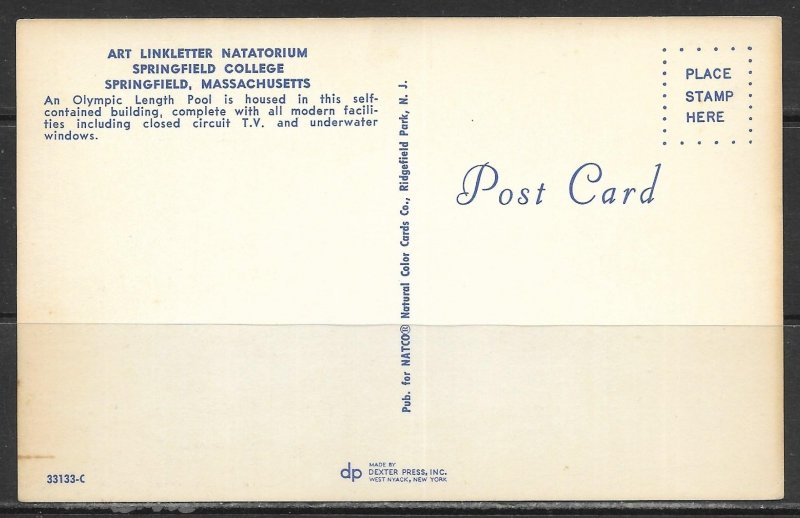 ART LINKLETTER NATATORIUM
SPRINGFIELD COLLEGE
SPRINGFIELD, MASSACHUSETTS
An Olympic Length Pool is housed in this self-
contained building, complete with all modern facili-
ties including closed circuit T.V. and underwater
windows.
33133-C
Pub. for NATCO® Natural Color Cards Co., Ridgefield Park, N. J.
dp
MADE BY
DEXTER PRESS, INC.
WEST NYACK, NEW YORK
PLACE
STAMP
HERE
Post Card